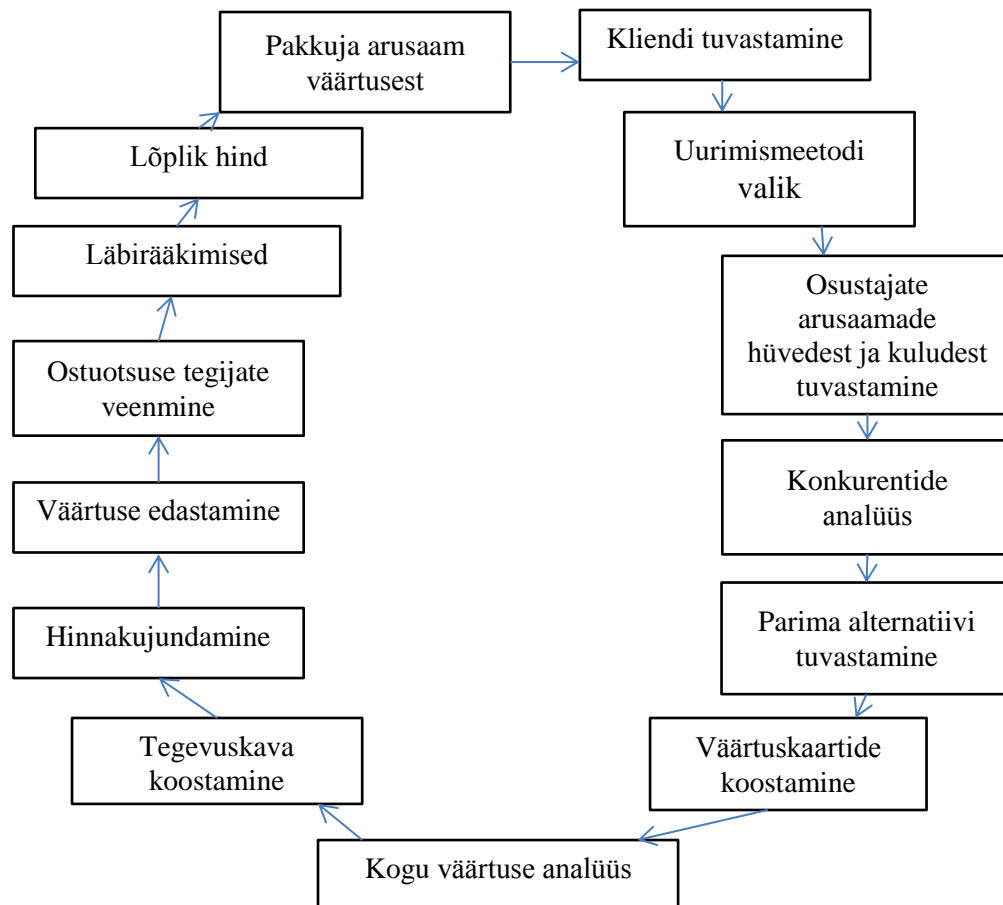 Pakkuja arusaam
väärtusest
Kliendi tuvastamine
Uurimismeetodi
valik
Osustajate
arusaamade
hüvedest ja kuludest
tuvastamine
Konkurentide
analüüs
Parima alternatiivi
tuvastamine
Väärtuskaartide
koostamine
Kogu väärtuse analüüs
Tegevuskava
koostamine
Hinnakujundamine
Väärtuse edastamine
Ostuotsuse tegijate
veenmine
Läbirääkimised
Lõplik hind